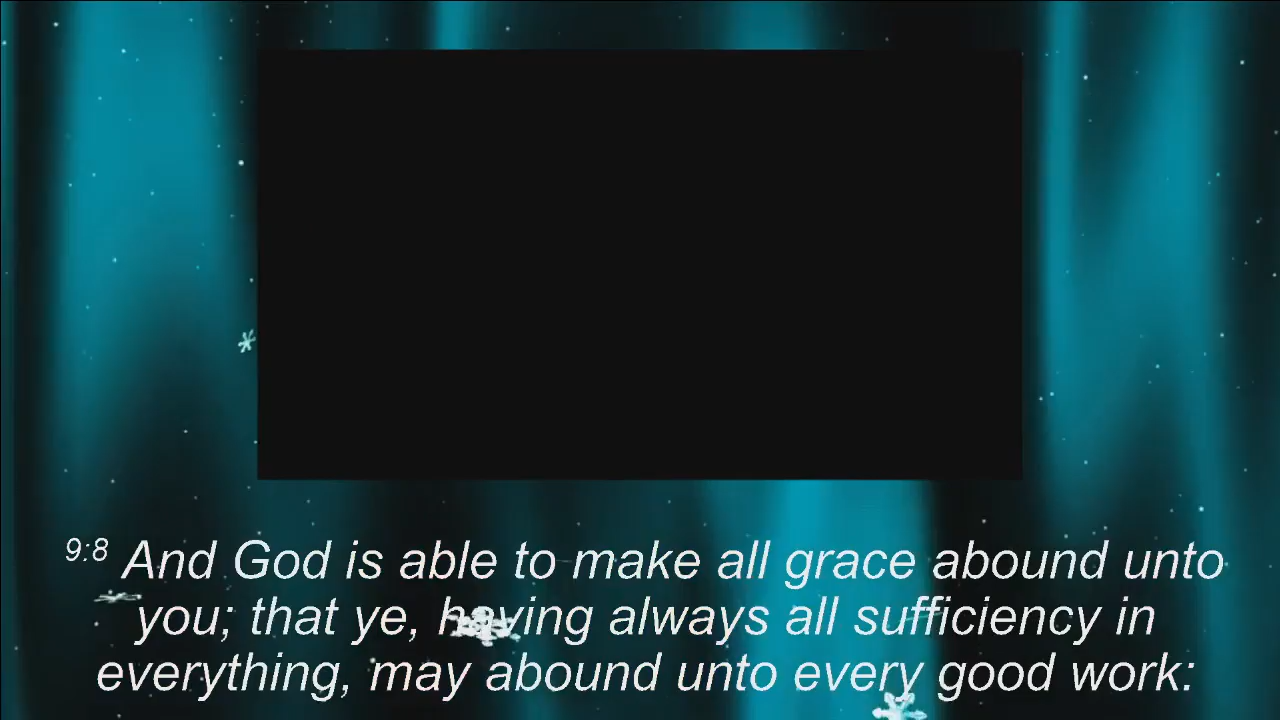 9:8 And God is able to make all grace abound unto
you; that ye, having always all sufficiency in
everything, may abound unto every good work: